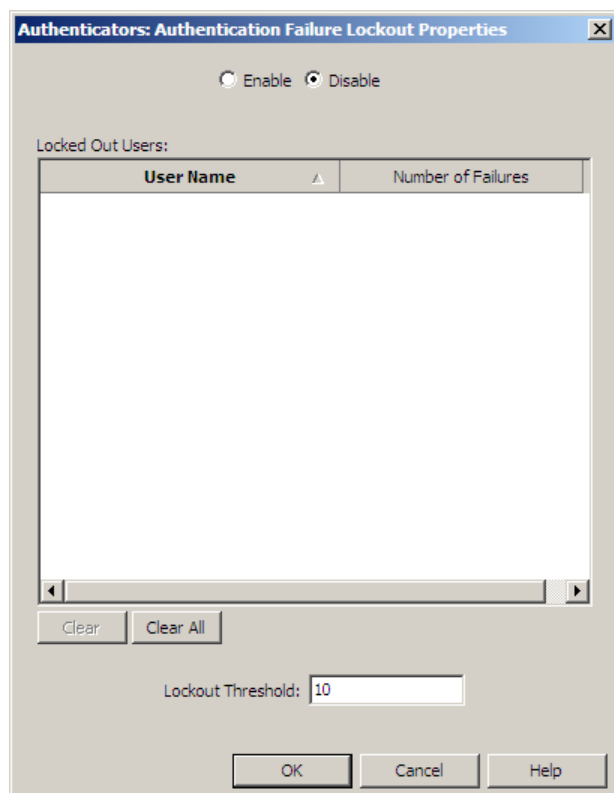 Authenticators: Authentication Failure Lockout Properties
Enable Disable
Locked Out Users:
User Name Number of Failures
Clear Clear All
Lockout Threshold: 10
OK Cancel Help